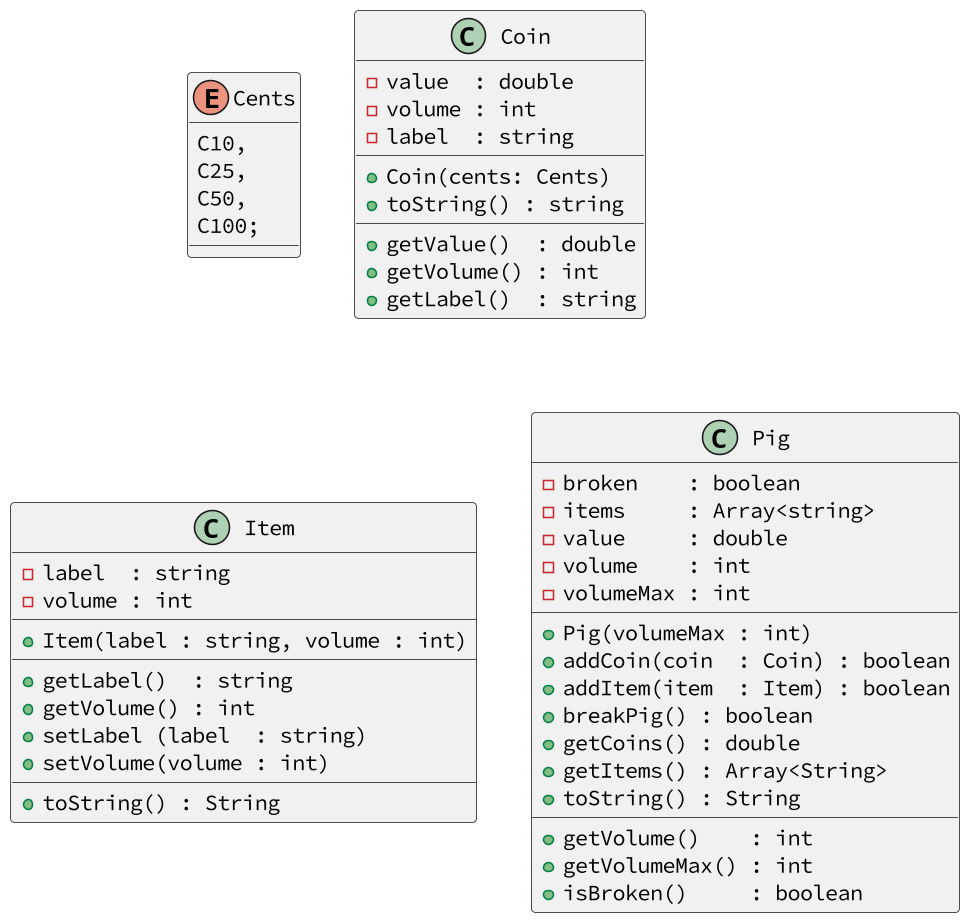 E Cents
C10,
C25,
C50,
C100;
C Coin
value : double
volume : int
label : string
Coin(cents: Cents)
toString() : string
getValue() : double
getVolume() : int
getLabel() : string
C Item
label : string
volume : int
Item(label : string, volume : int)
getLabel() : string
getVolume() : int
setLabel (label : string)
setVolume(volume : int)
toString() : String
C Pig
broken : boolean
items : Array<string>
value : double
volume : int
volumeMax : int
Pig(volumeMax : int)
addCoin(coin : Coin) : boolean
addItem(item : Item) : boolean
breakPig() : boolean
getCoins() : double
getItems() : Array<String>
toString() : String
getVolume() : int
getVolumeMax() : int
isBroken() : boolean